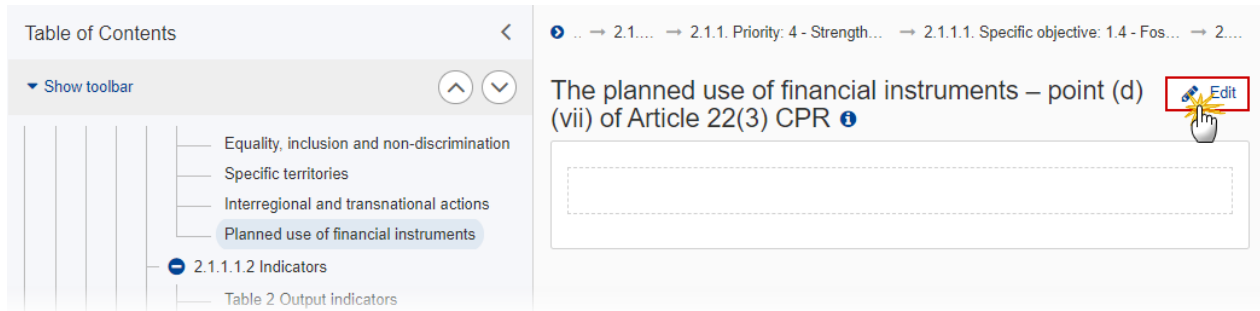 Table of Contents
.. → 2.1.... → 2.1.1. Priority: 4 - Strength... → 2.1.1.1. Specific objective: 1.4 - Fos... → 2....
Show toolbar
The planned use of financial instruments – point (d)
(vii) of Article 22(3) CPR
Edit
Equality, inclusion and non-discrimination
Specific territories
Interregional and transnational actions
Planned use of financial instruments
2.1.1.1.2 Indicators
Table 2 Output indicators